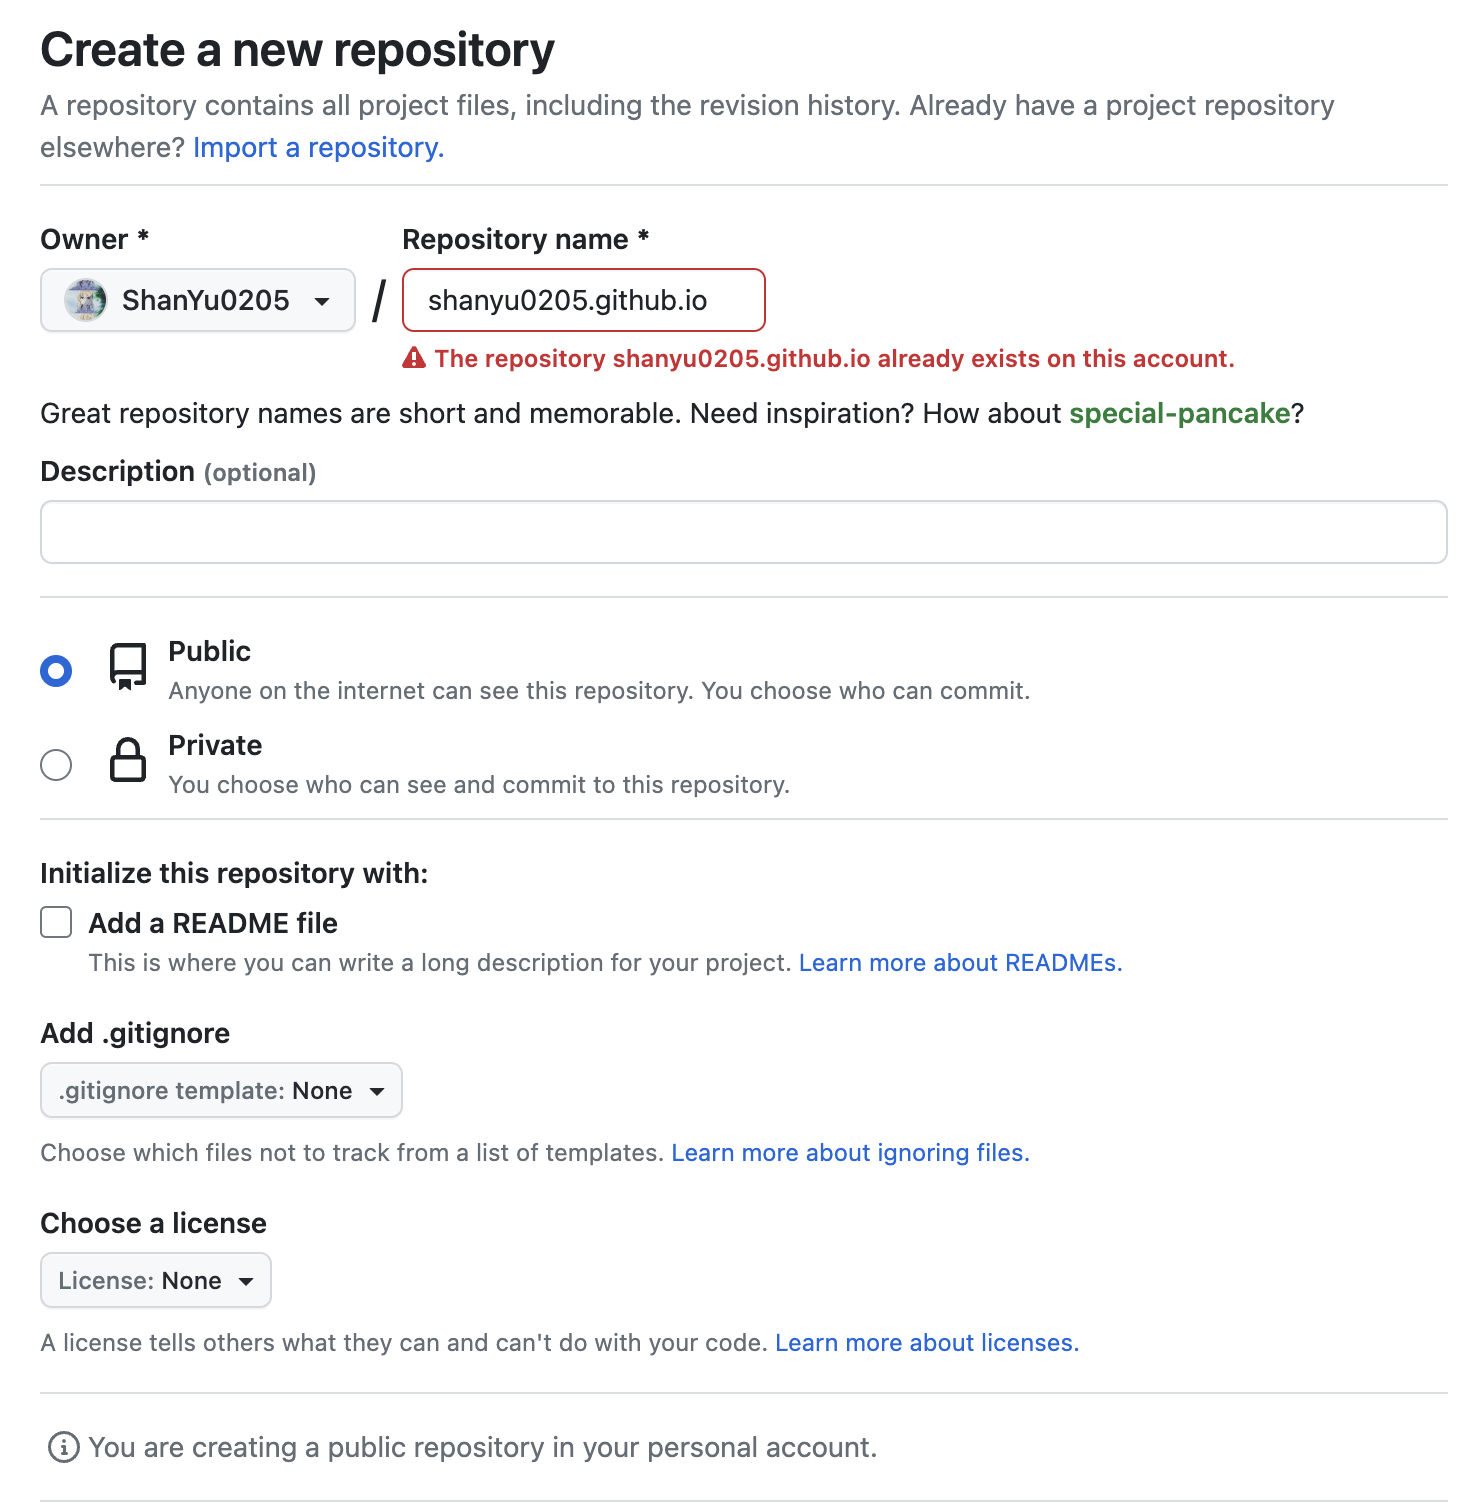 Create a new repository
A repository contains all project files, including the revision history. Already have a project repository
elsewhere? Import a repository.
Owner *
Repository name *
ShanYu0205
/
shanyu0205.github.io
The repository shanyu0205.github.io already exists on this account.
Great repository names are short and memorable. Need inspiration? How about special-pancake?
Description (optional)
Public
Anyone on the internet can see this repository. You choose who can commit.
Private
You choose who can see and commit to this repository.
Initialize this repository with:
Add a README file
This is where you can write a long description for your project. Learn more about READMEs.
Add .gitignore
.gitignore template: None
Choose which files not to track from a list of templates. Learn more about ignoring files.
Choose a license
License: None
A license tells others what they can and can't do with your code. Learn more about licenses.
You are creating a public repository in your personal account.